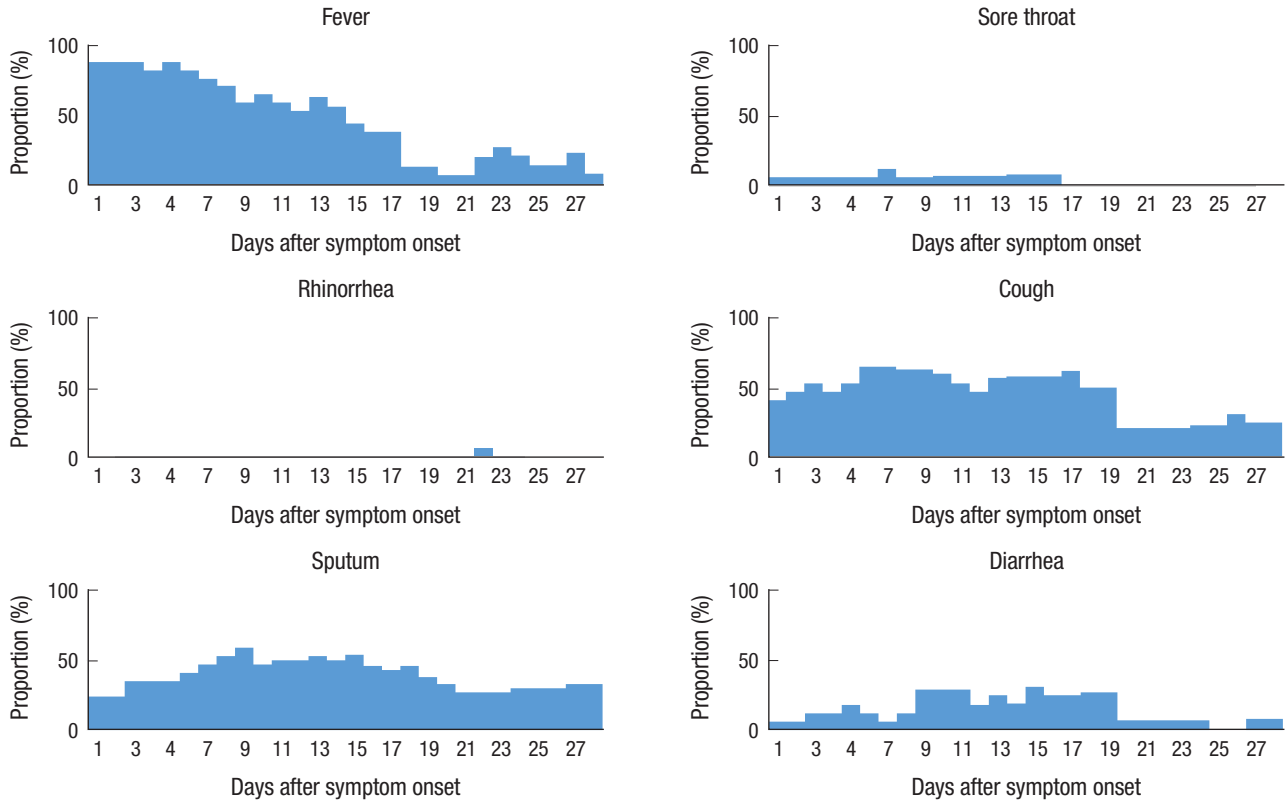 Fever
Proportion (%)
100
50
0
1 3 4 7 9 11 13 15 17 19 21 23 25 27
Days after symptom onset
Sore throat
Proportion (%)
100
50
0
1 3 4 7 9 11 13 15 17 19 21 23 25 27
Days after symptom onset
Rhinorrhea
Proportion (%)
100
50
0
1 3 4 7 9 11 13 15 17 19 21 23 25 27
Days after symptom onset
Cough
Proportion (%)
100
50
0
1 3 4 7 9 11 13 15 17 19 21 23 25 27
Days after symptom onset
Sputum
Proportion (%)
100
50
0
1 3 4 7 9 11 13 15 17 19 21 23 25 27
Days after symptom onset
Diarrhea
Proportion (%)
100
50
0
1 3 4 7 9 11 13 15 17 19 21 23 25 27
Days after symptom onset